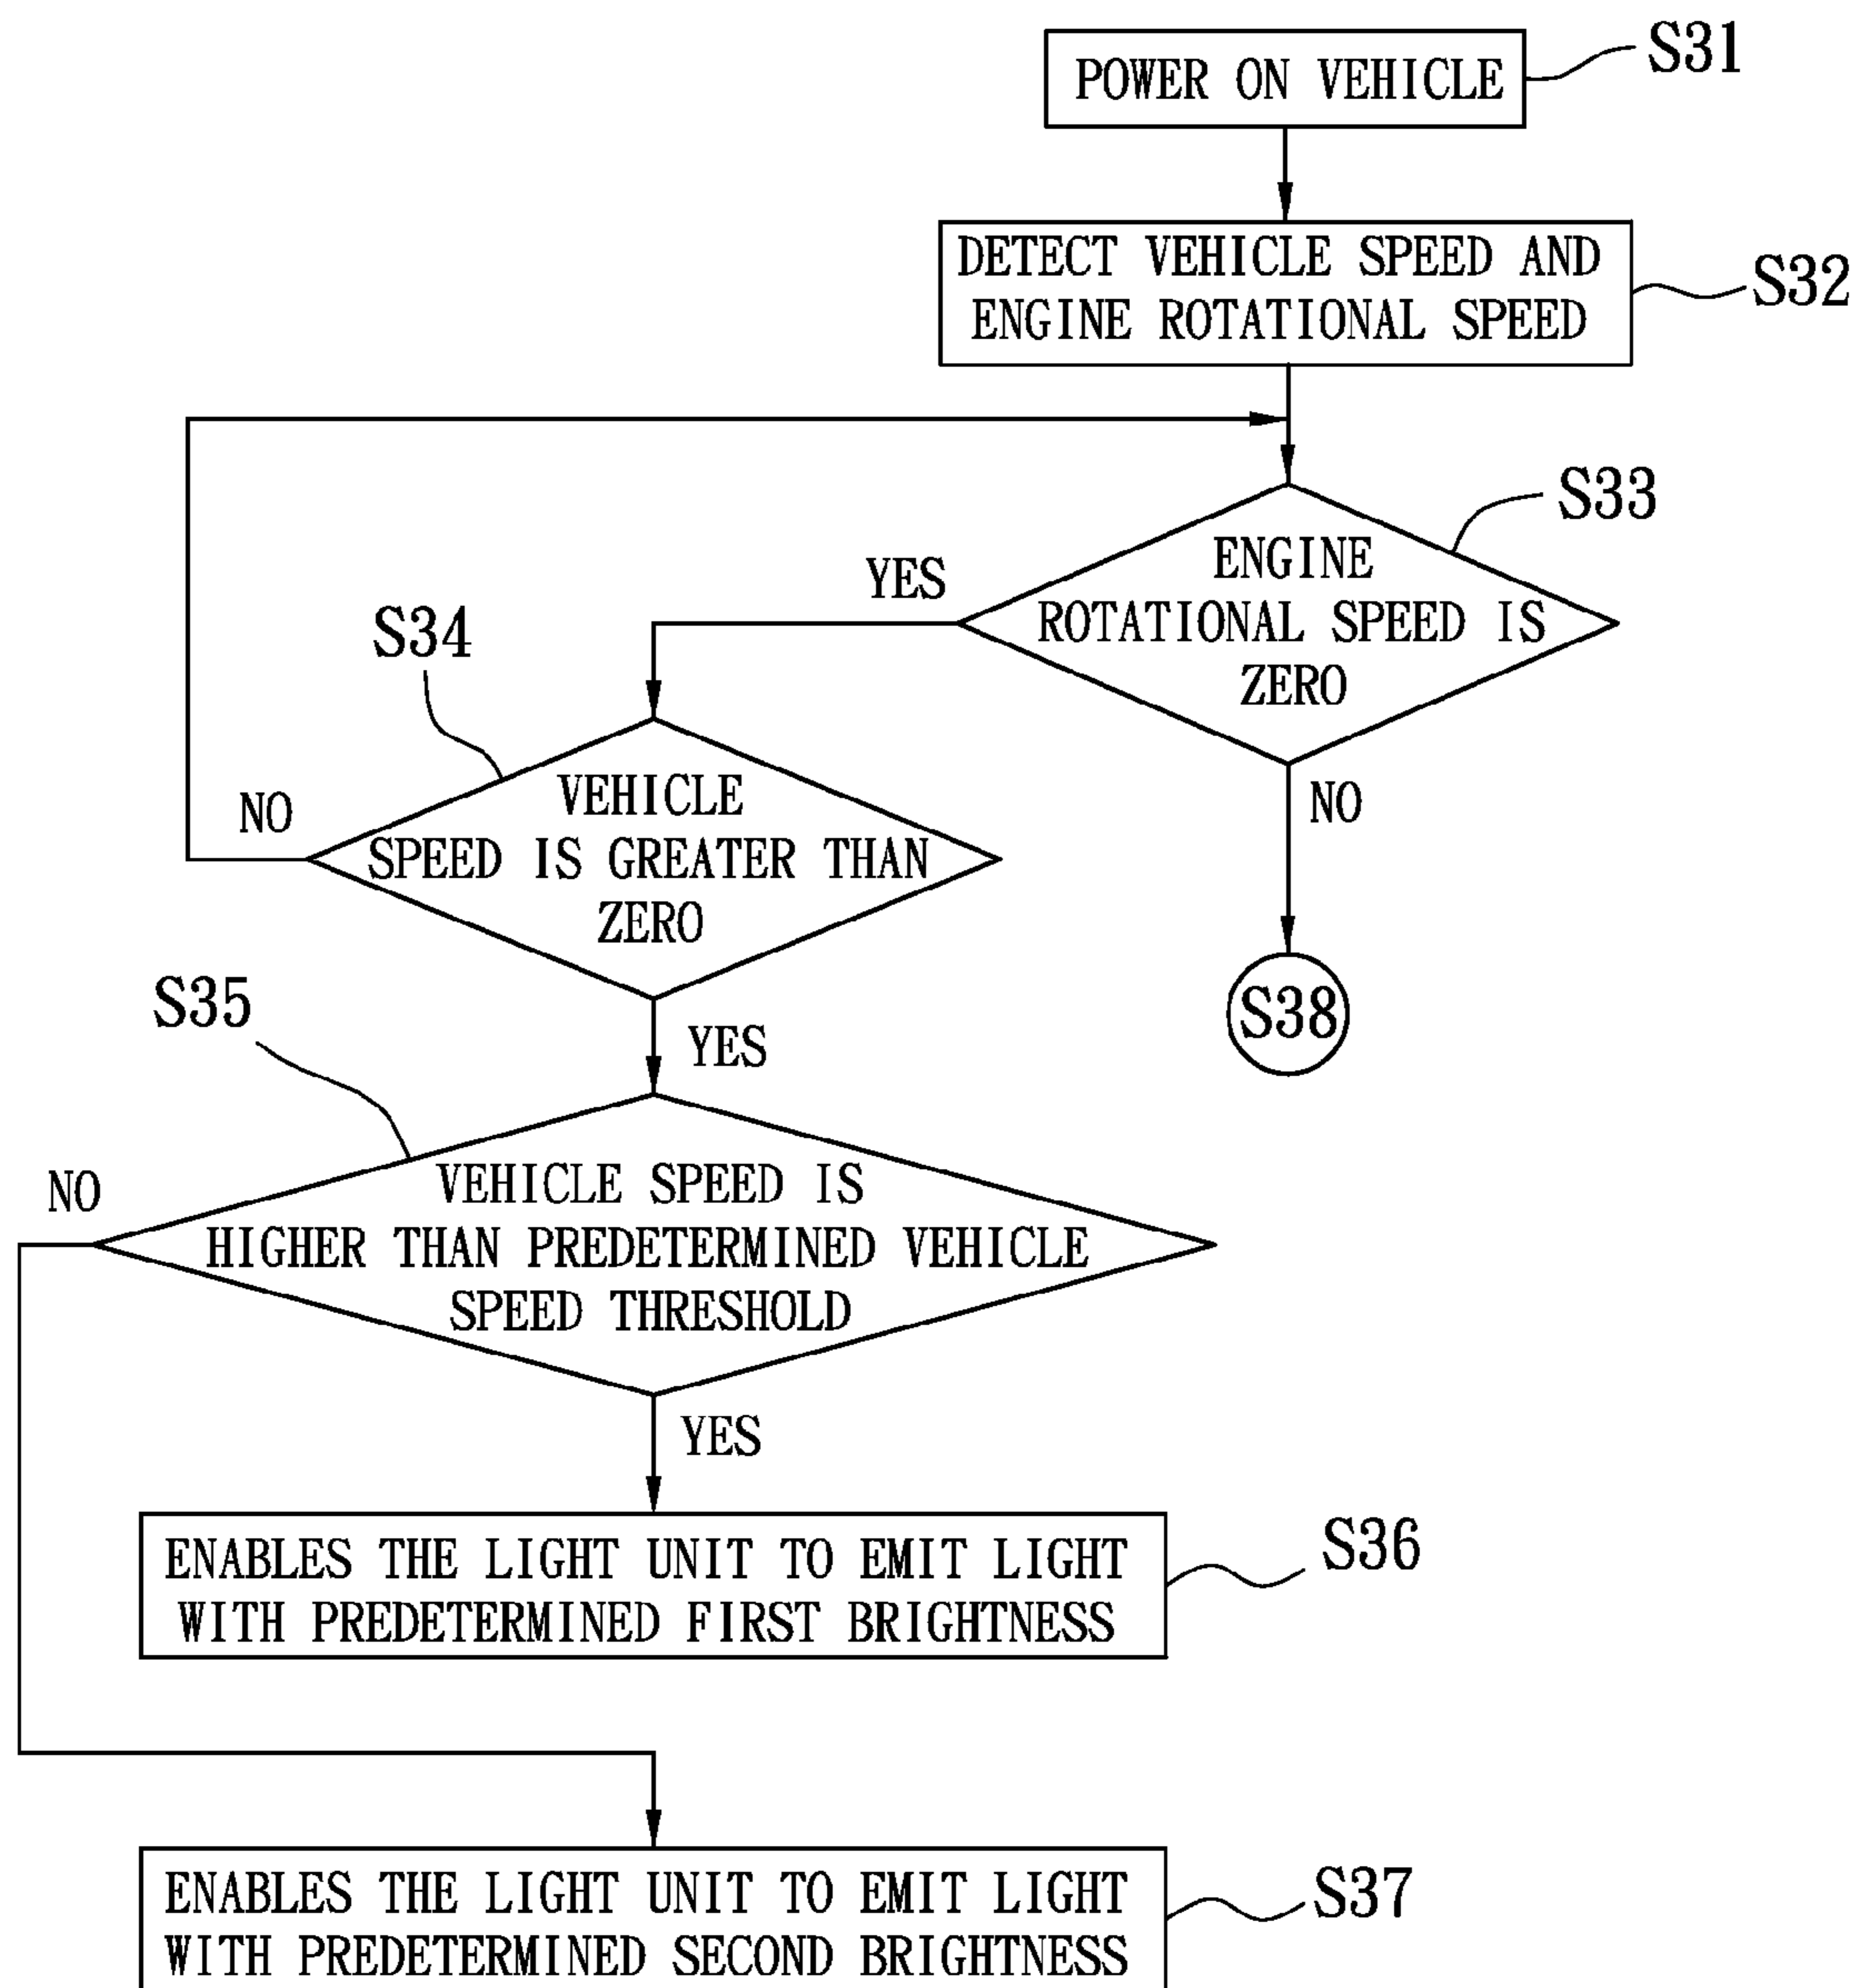 POWER ON VEHICLE
S31
DETECT VEHICLE SPEED AND
ENGINE ROTATIONAL SPEED
S32
S33
ENGINE
ROTATIONAL SPEED IS
ZERO
YES
NO
S34
VEHICLE
SPEED IS GREATER THAN
ZERO
NO
YES
S38
S35
VEHICLE SPEED IS
HIGHER THAN PREDETERMINED VEHICLE
SPEED THRESHOLD
NO
YES
ENABLES THE LIGHT UNIT TO EMIT LIGHT
WITH PREDETERMINED FIRST BRIGHTNESS
S36
ENABLES THE LIGHT UNIT TO EMIT LIGHT
WITH PREDETERMINED SECOND BRIGHTNESS
S37